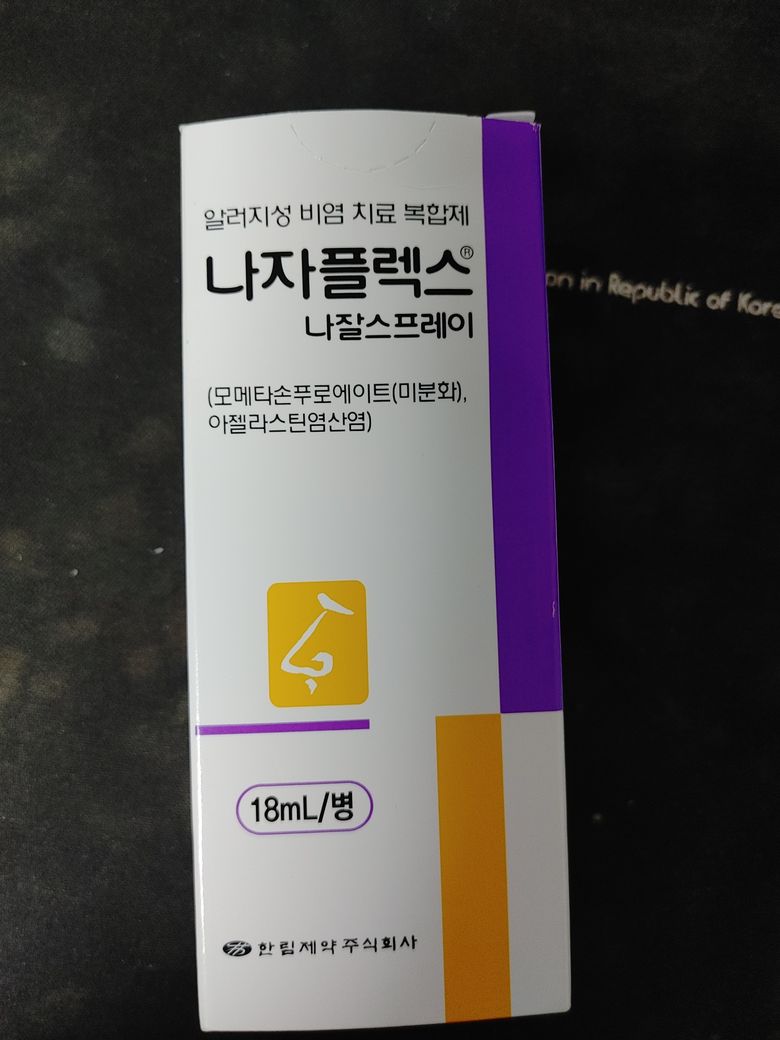 알러지성 비염 치료 복합제
나자플렉스®
나잘스프레이
(모메타손푸로에이트(미분화),
아젤라스틴염산염)
18mL/병
한림제약 주식회사
on in Republic of Kore